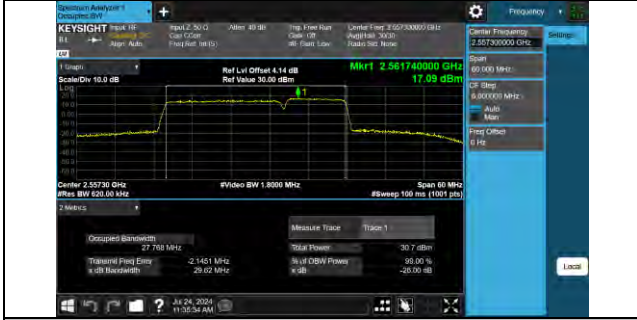 Spectrum Analyzer 1
Occupied BW
Frequency
KEYSIGHT Input: RF
Input Z: 50 Ω
Atten: 40 dB
Trig: Free Run
Center Freq: 2.557300000 GHz
Align: Auto
Corr CCorr
Freq Ref: Int (S)
Gate: Off
#IF Gain: Low
Avg|Hold: 30/30
Radio Std: None
Center Frequency
2.557300000 GHz
Settings
Span
60.000 MHz
CF Step
6.000000 MHz
Auto
Man
Freq Offset
0 Hz
1 Graph
Scale/Div 10.0 dB
Ref Lvl Offset 4.14 dB
Ref Value 30.00 dBm
Mkr1 2.561740000 GHz
17.09 dBm
Log
1
Center 2.55730 GHz
#Res BW 620.00 kHz
#Video BW 1.8000 MHz
Span 60 MHz
#Sweep 100 ms (1001 pts)
2 Metrics
Measure Trace
Trace 1
Occupied Bandwidth
27.768 MHz
Total Power
30.7 dBm
Transmit Freq Error
-2.1451 MHz
% of OBW Power
99.00 %
x dB Bandwidth
29.62 MHz
x dB
-26.00 dB
Local
Jul 24, 2024
11:35:34 AM